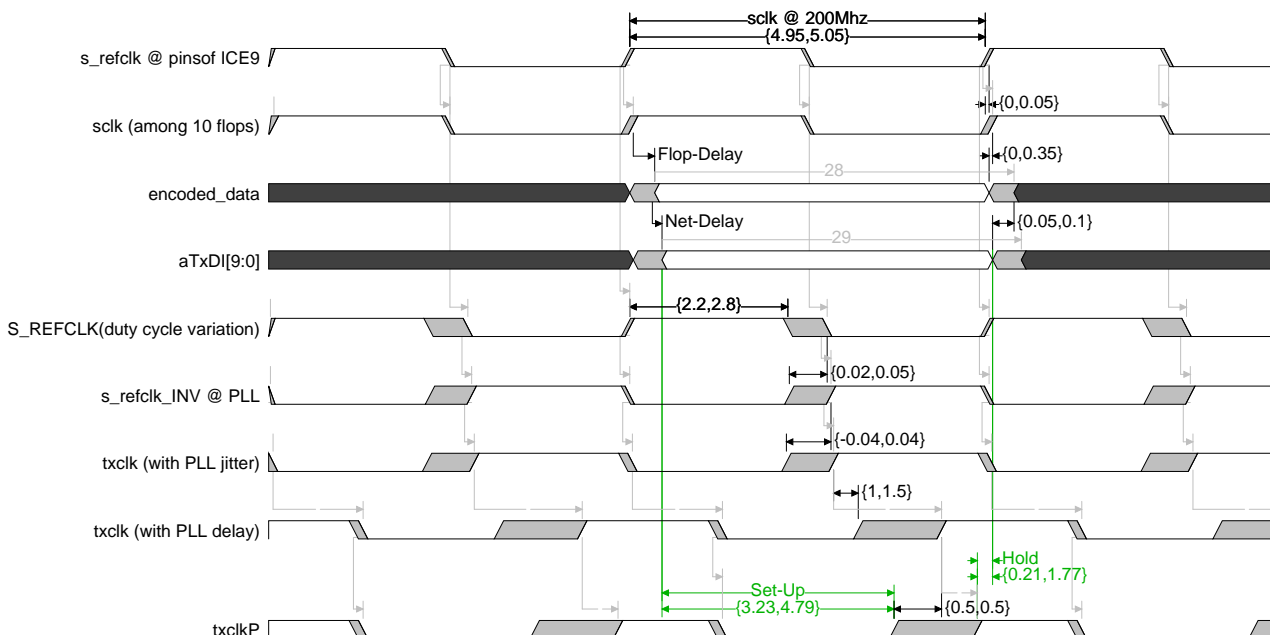 sclk @ 200Mhz
{4.95,5.05}
s_refclk @ pinsof ICE9
{0,0.05}
sclk (among 10 flops)
Flop-Delay
{0,0.35}
28
encoded_data
Net-Delay
{0.05,0.1}
29
aTxDI[9:0]
{2.2,2.8}
S_REFCLK(duty cycle variation)
{0.02,0.05}
s_refclk_INV @ PLL
{-0.04,0.04}
txclk (with PLL jitter)
{1,1.5}
txclk (with PLL delay)
Hold
{0.21,1.77}
Set-Up
{3.23,4.79}
{0.5,0.5}
txclkP